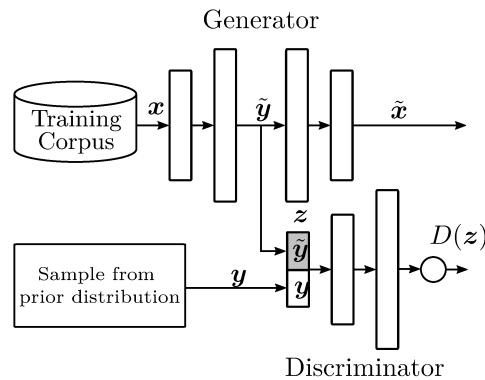 Generator
Training
Corpus
x
ỹ
x̃
z
ỹ
y
D(z)
Sample from
prior distribution
y
Discriminator